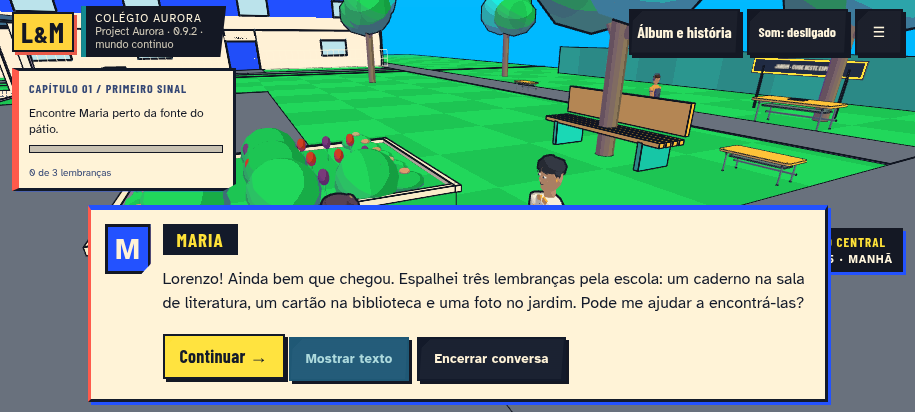 L&M
COLÉGIO AURORA
Project Aurora · 0.9.2 ·
mundo contínuo
Álbum e história
Som: desligado
☰
CAPÍTULO 01 / PRIMEIRO SINAL
Encontre Maria perto da fonte do
pátio.
0 de 3 lembranças
CENTRAL
· MANHÃ
M
MARIA
Lorenzo! Ainda bem que chegou. Espalhei três lembranças pela escola: um caderno na sala
de literatura, um cartão na biblioteca e uma foto no jardim. Pode me ajudar a encontrá-las?
Continuar →
Mostrar texto
Encerrar conversa